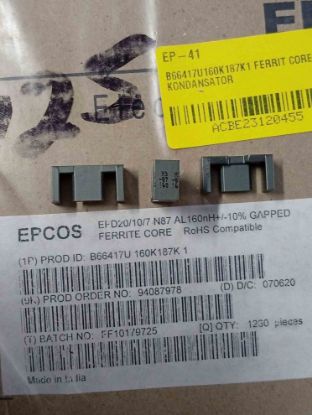 EP-41
B66417U160K187K1 FERRIT CORE
KONDANSATOR
ACBE23120455
EPCOS
EFD20/10/7 N87 AL160nH+/-10% GAPPED
FERRITE CORE RoHS Compatible
(1P) PROD ID: B66417U 160K187K 1
(9K) PROD ORDER NO: 94087978 (D) D/C: 070620
(T) BATCH NO: FF10179725 [Q] QTY: 1230 pieces
Made in India